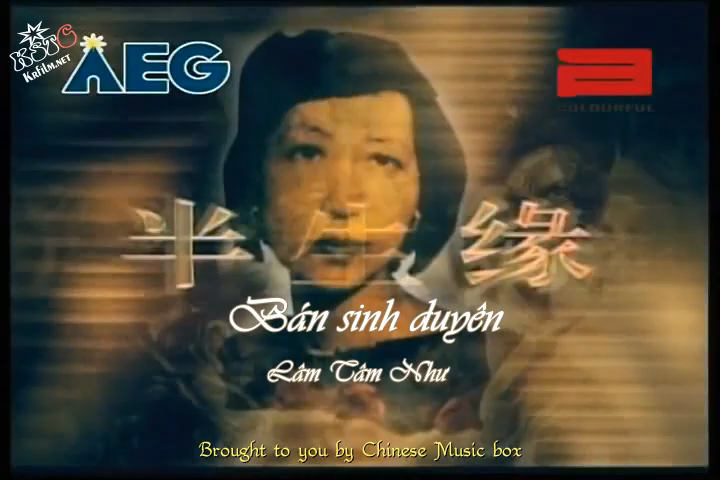 KSTC
Krfilm.net
AEG
COLOURFUL
半生缘
Bán sinh duyên
Lâm Tâm Như
Brought to you by Chinese Music box